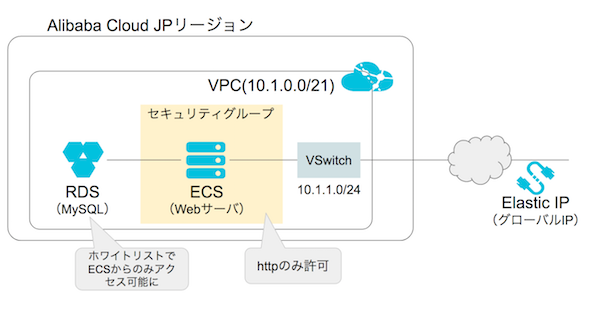 Alibaba Cloud JPリージョン
VPC(10.1.0.0/21)
セキュリティグループ
RDS
（MySQL）
ECS
（Webサーバ）
VSwitch
10.1.1.0/24
Elastic IP
（グローバルIP）
ホワイトリストで
ECSからのみアク
セス可能に
httpのみ許可